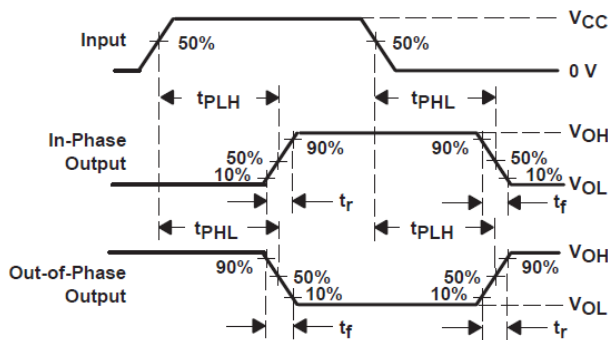 Input
50%
50%
VCC
0 V
tPLH
tPHL
In-Phase
Output
50%
10%
90%
90%
50%
10%
VOH
VOL
tr
tf
tPHL
tPLH
Out-of-Phase
Output
90%
50%
10%
50%
10%
90%
VOH
VOL
tf
tr